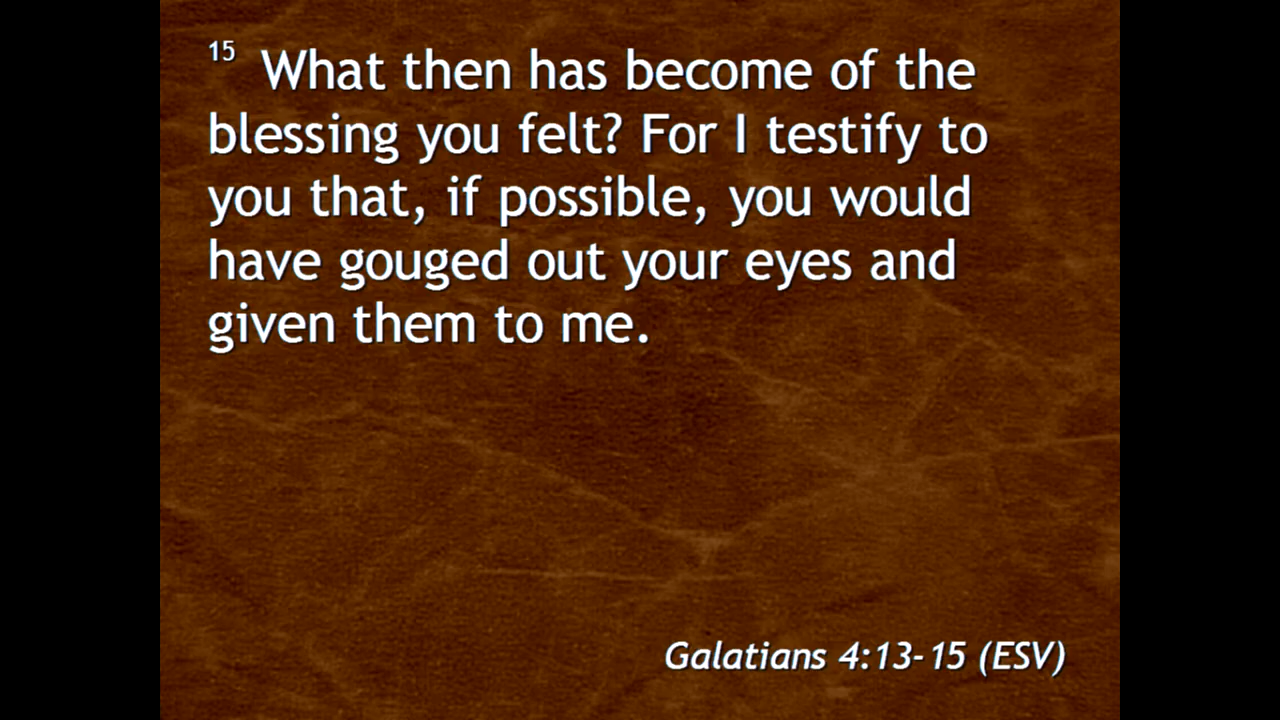 15 What then has become of the
blessing you felt? For I testify to
you that, if possible, you would
have gouged out your eyes and
given them to me.
Galatians 4:13-15 (ESV)